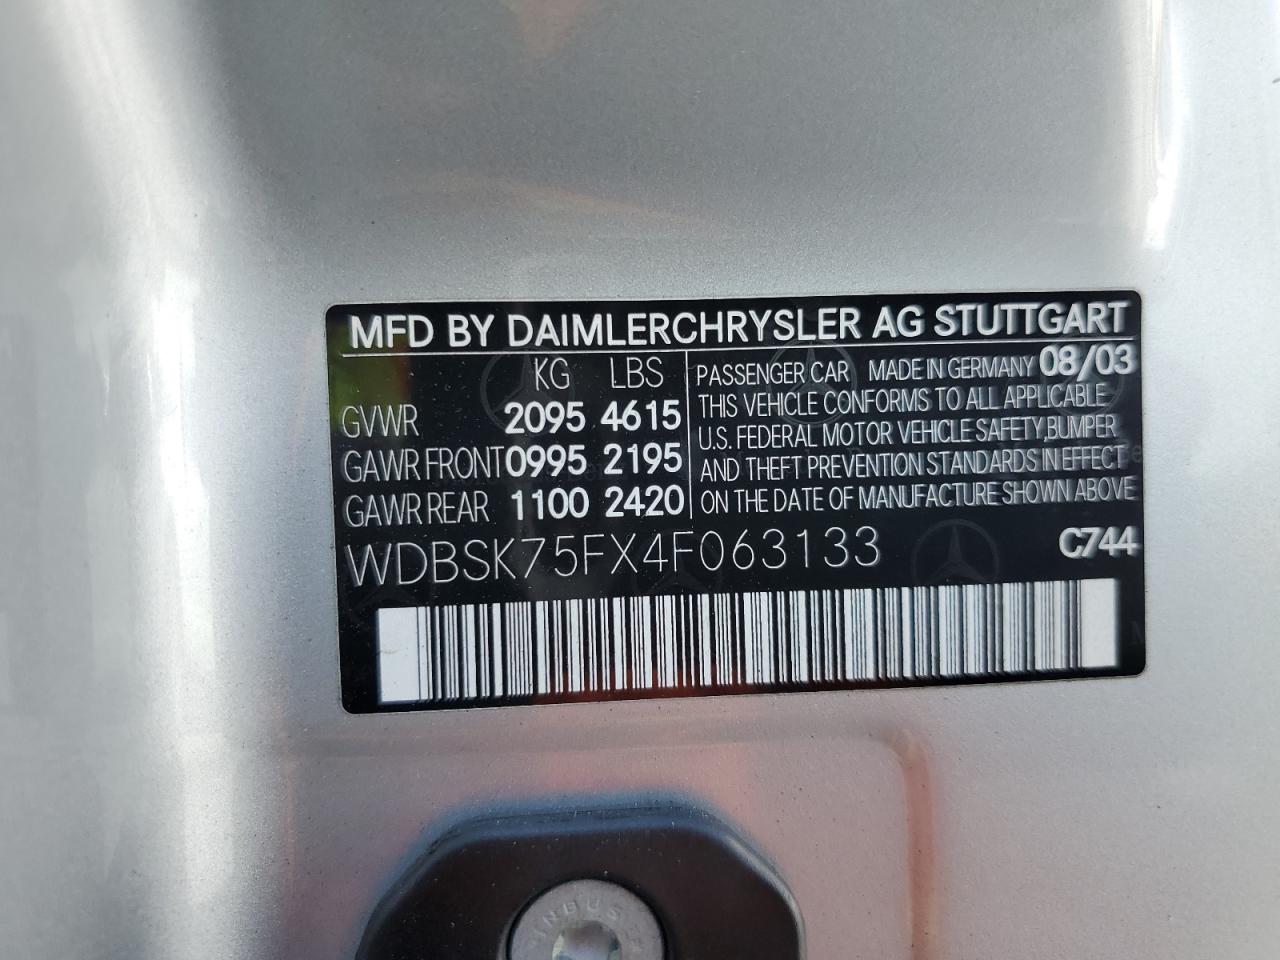 MFD BY DAIMLERCHRYSLER AG STUTTGART
KG LBS
GVWR 2095 4615
GAWR FRONT 0995 2195
GAWR REAR 1100 2420
PASSENGER CAR MADE IN GERMANY 08/03
THIS VEHICLE CONFORMS TO ALL APPLICABLE
U.S. FEDERAL MOTOR VEHICLE SAFETY, BUMPER
AND THEFT PREVENTION STANDARDS IN EFFECT
ON THE DATE OF MANUFACTURE SHOWN ABOVE
WDBSK75FX4F063133 C744
INBUS